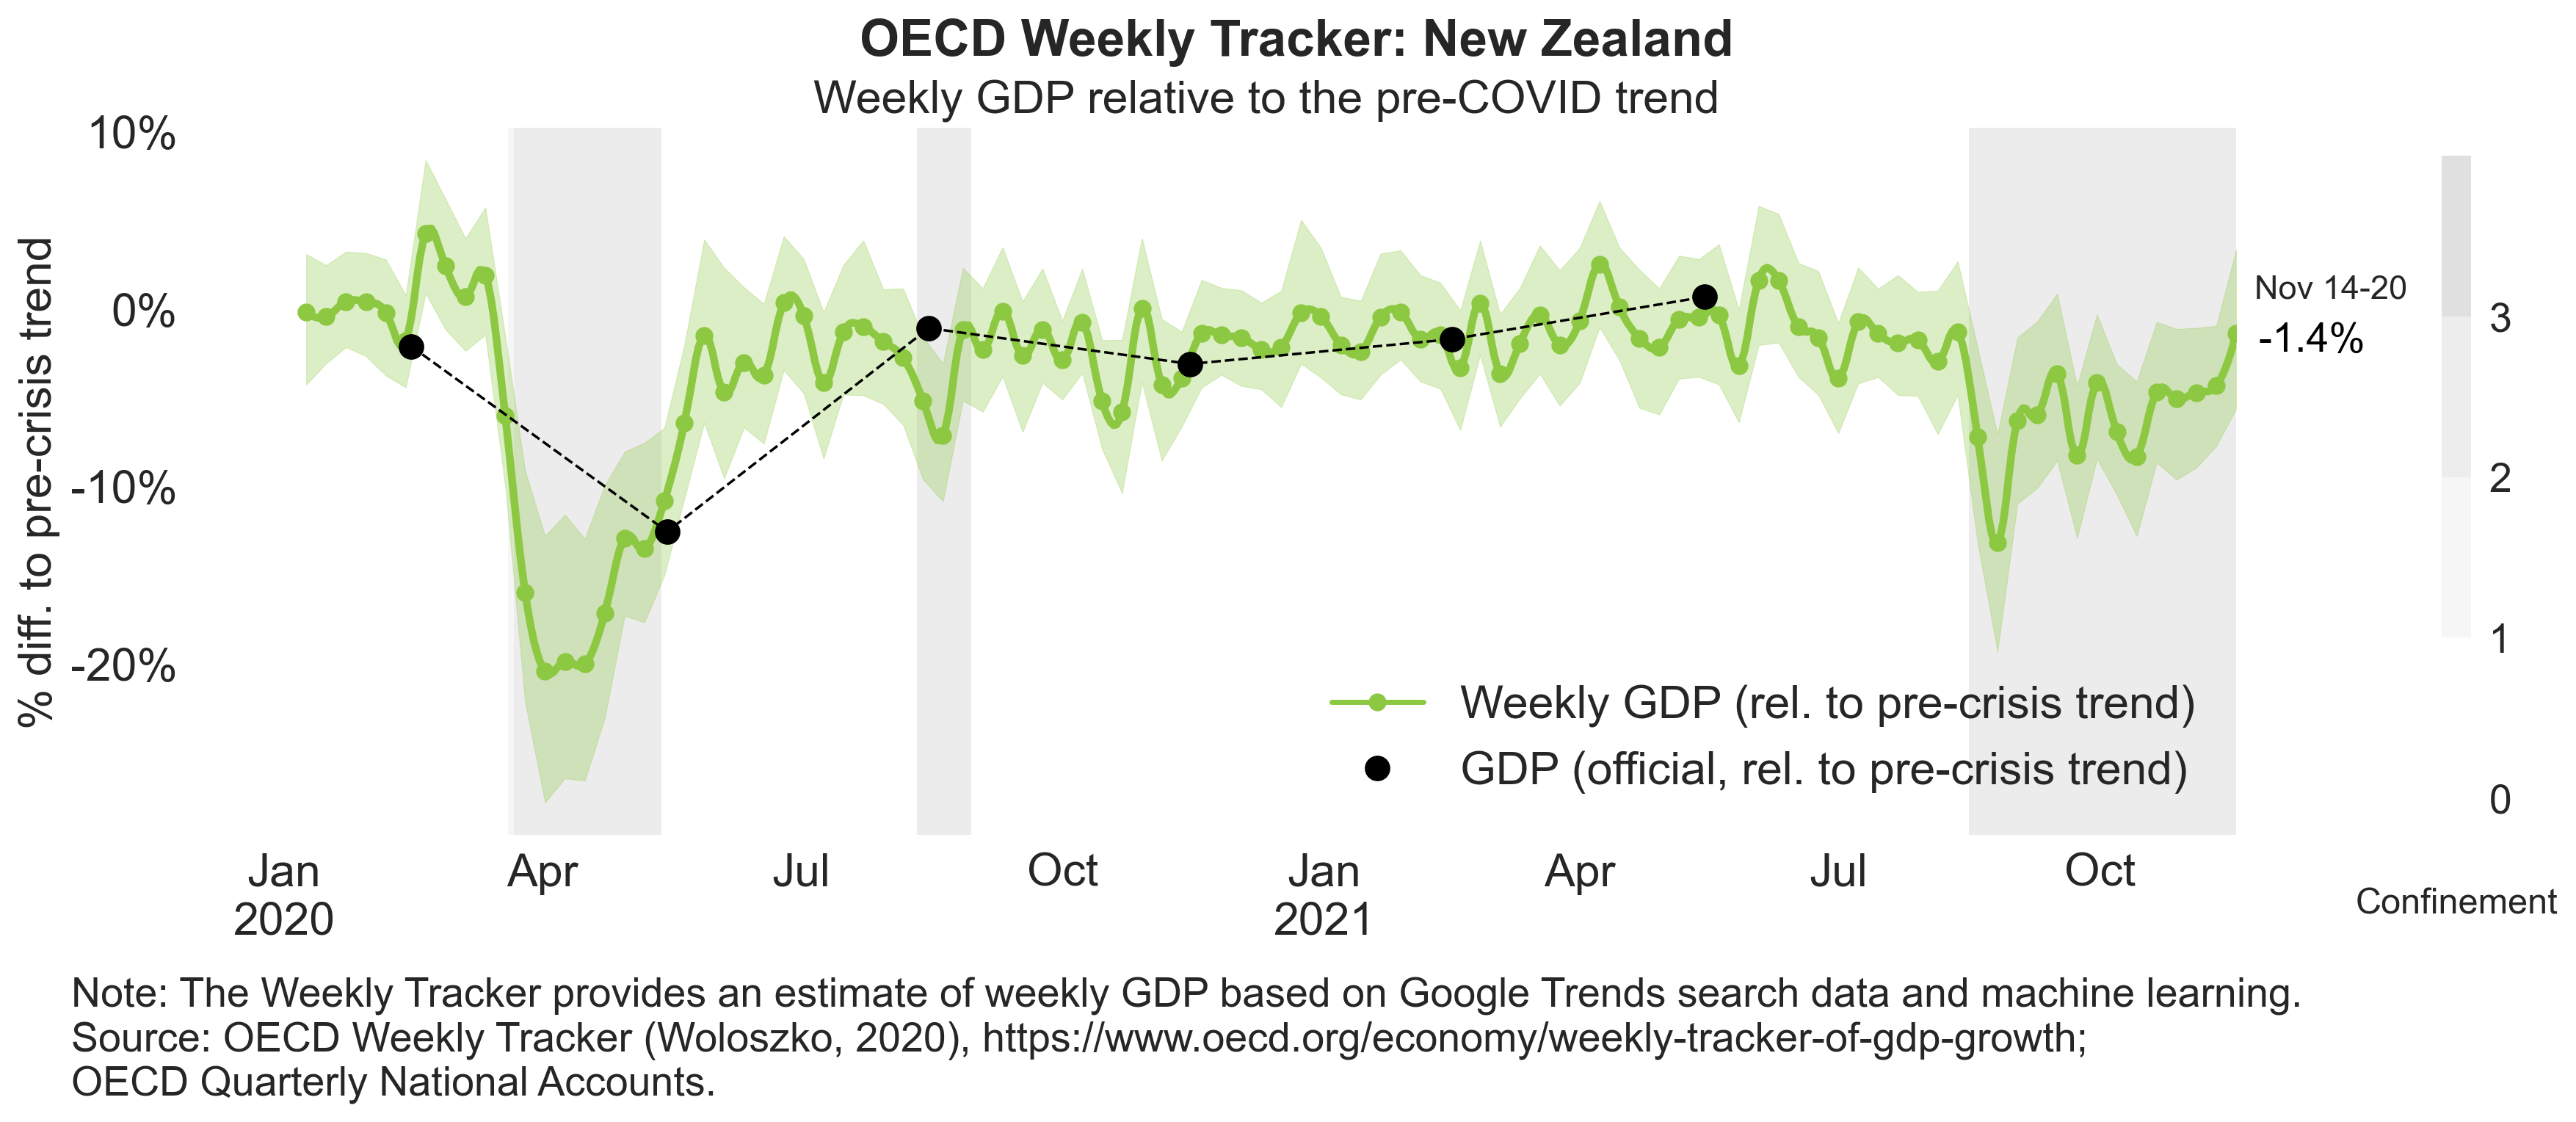 OECD Weekly Tracker: New Zealand
Weekly GDP relative to the pre-COVID trend
% diff. to pre-crisis trend
10%
0%
-10%
-20%
Nov 14-20
-1.4%
3
2
1
0
Confinement
Weekly GDP (rel. to pre-crisis trend)
GDP (official, rel. to pre-crisis trend)
Jan Apr Jul Oct Jan Apr Jul Oct
2020 2021
Note: The Weekly Tracker provides an estimate of weekly GDP based on Google Trends search data and machine learning.
Source: OECD Weekly Tracker (Woloszko, 2020), https://www.oecd.org/economy/weekly-tracker-of-gdp-growth;
OECD Quarterly National Accounts.